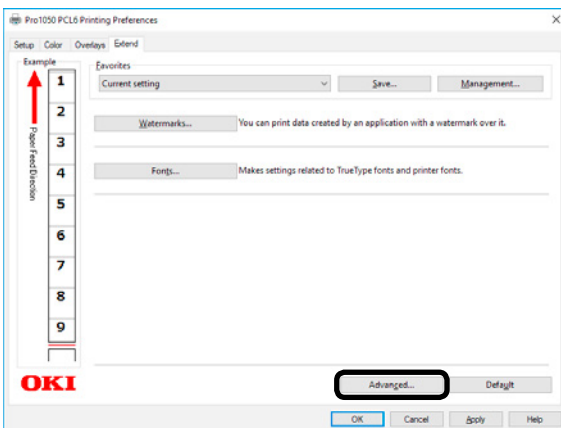 Pro1050 PCL6 Printing Preferences
Setup Color Overlays Extend
Example
Favorites
Current setting Save... Management...
Watermarks... You can print data created by an application with a watermark over it.
Fonts... Makes settings related to TrueType fonts and printer fonts.
Paper Feed Direction
1
2
3
4
5
6
7
8
9
OKI
Advanced... Default
OK Cancel Apply Help